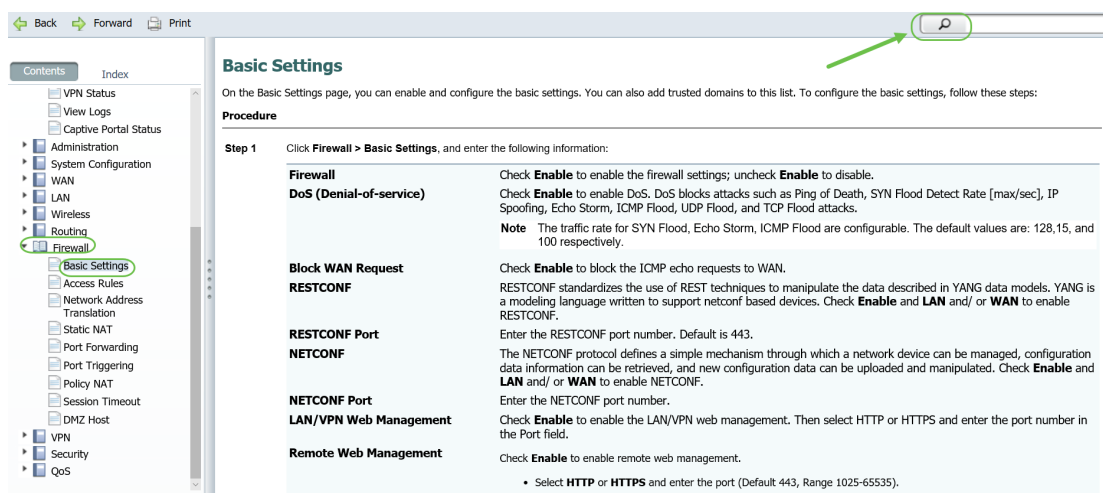 Back Forward Print
Contents Index
VPN Status
View Logs
Captive Portal Status
Administration
System Configuration
WAN
LAN
Wireless
Routing
Firewall
Basic Settings
Access Rules
Network Address
Translation
Static NAT
Port Forwarding
Port Triggering
Policy NAT
Session Timeout
DMZ Host
VPN
Security
QoS
Basic Settings
On the Basic Settings page, you can enable and configure the basic settings. You can also add trusted domains to this list. To configure the basic settings, follow these steps:
Procedure
Step 1 Click Firewall > Basic Settings, and enter the following information:
Firewall Check Enable to enable the firewall settings; uncheck Enable to disable.
DoS (Denial-of-service) Check Enable to enable DoS. DoS blocks attacks such as Ping of Death, SYN Flood Detect Rate [max/sec], IP
Spoofing, Echo Storm, ICMP Flood, UDP Flood, and TCP Flood attacks.
Note The traffic rate for SYN Flood, Echo Storm, ICMP Flood are configurable. The default values are: 128,15, and
100 respectively.
Block WAN Request Check Enable to block the ICMP echo requests to WAN.
RESTCONF RESTCONF standardizes the use of REST techniques to manipulate the data described in YANG data models. YANG is
a modeling language written to support netconf based devices. Check Enable and LAN and/ or WAN to enable
RESTCONF.
RESTCONF Port Enter the RESTCONF port number. Default is 443.
NETCONF The NETCONF protocol defines a simple mechanism through which a network device can be managed, configuration
data information can be retrieved, and new configuration data can be uploaded and manipulated. Check Enable and
LAN and/ or WAN to enable NETCONF.
NETCONF Port Enter the NETCONF port number.
LAN/VPN Web Management Check Enable to enable the LAN/VPN web management. Then select HTTP or HTTPS and enter the port number in
the Port field.
Remote Web Management Check Enable to enable remote web management.
• Select HTTP or HTTPS and enter the port (Default 443, Range 1025-65535).